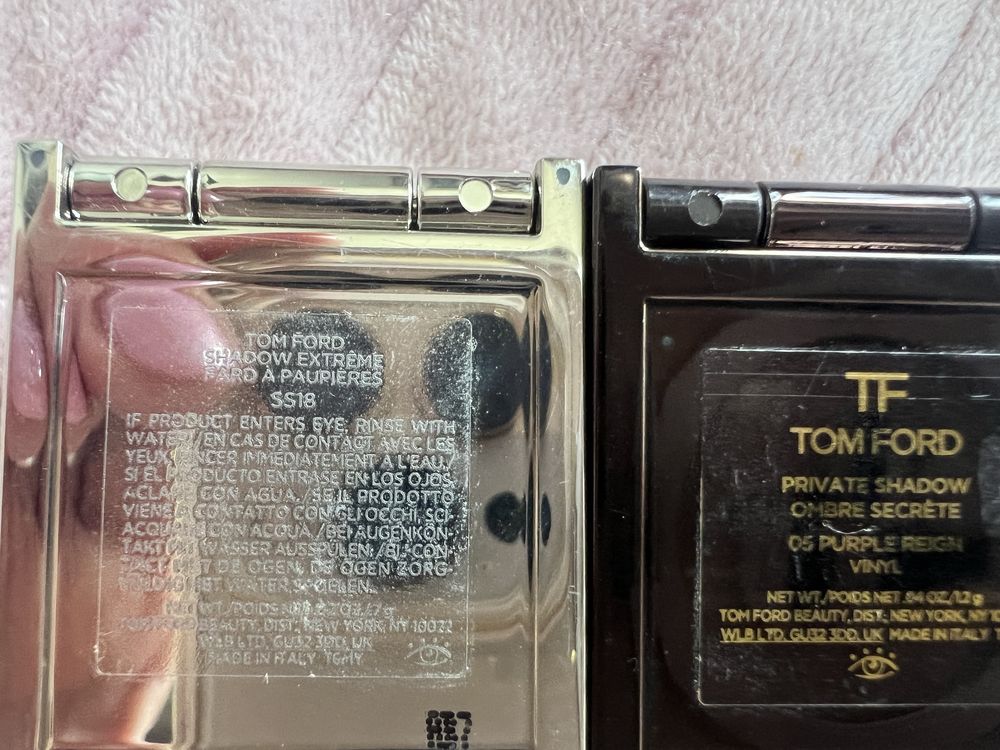 TOM FORD
SHADOW EXTRÊME
FARD À PAUPIÈRES
SS18
IF PRODUCT ENTERS EYE, RINSE WITH
WATER. /EN CAS DE CONTACT AVEC LES
YEUX, RINCER IMMÉDIATEMENT À L'EAU./
SI EL PRODUCTO ENTRASE EN LOS OJOS,
ACLARE CON AGUA. /SE IL PRODOTTO
VIENE A CONTATTO CON GLI OCCHI, SCI-
ACQUARE CON ACQUA./BEI AUGENKON-
TAKT MIT WASSER AUSSPÜLEN./BIJ CON-
TACT MET DE OGEN, DE OGEN ZORG-
VULDIG MET WATER SPOELEN.
NET WT./POIDS NET
TOM FORD BEAUTY, DIST. NEW YORK, NY 10022
WLB LTD. GU32 3DD, UK
MADE IN ITALY
TF
TOM FORD
PRIVATE SHADOW
OMBRE SECRÈTE
05 PURPLE REIGN
VINYL
NET WT./POIDS NET .04 OZ./1.2 g
TOM FORD BEAUTY, DIST. NEW YORK, NY
WLB LTD. GU32 3DD, UK MADE IN ITALY